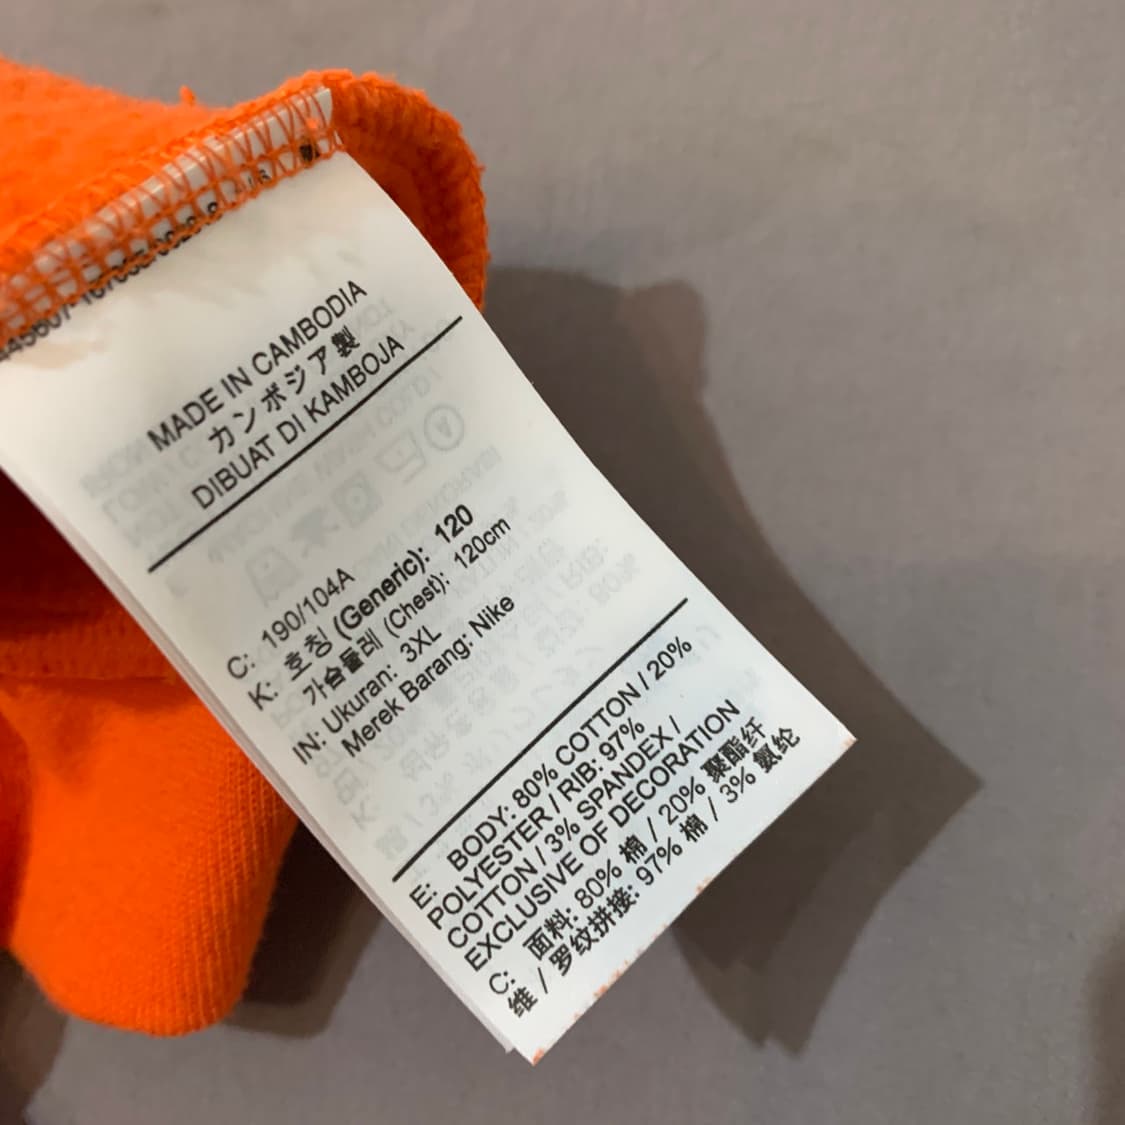 MADE IN CAMBODIA
カンボジア製
DIBUAT DI KAMBOJA
C: 190/104A
K: 호칭 (Generic): 120
가슴둘레 (Chest): 120cm
IN: Ukuran: 3XL
Merek Barang: Nike
E: BODY: 80% COTTON / 20%
POLYESTER / RIB: 97%
COTTON / 3% SPANDEX /
EXCLUSIVE OF DECORATION
C: 面料: 80% 棉 / 20% 聚酯纤
维 / 罗纹拼接: 97% 棉 / 3% 氨纶